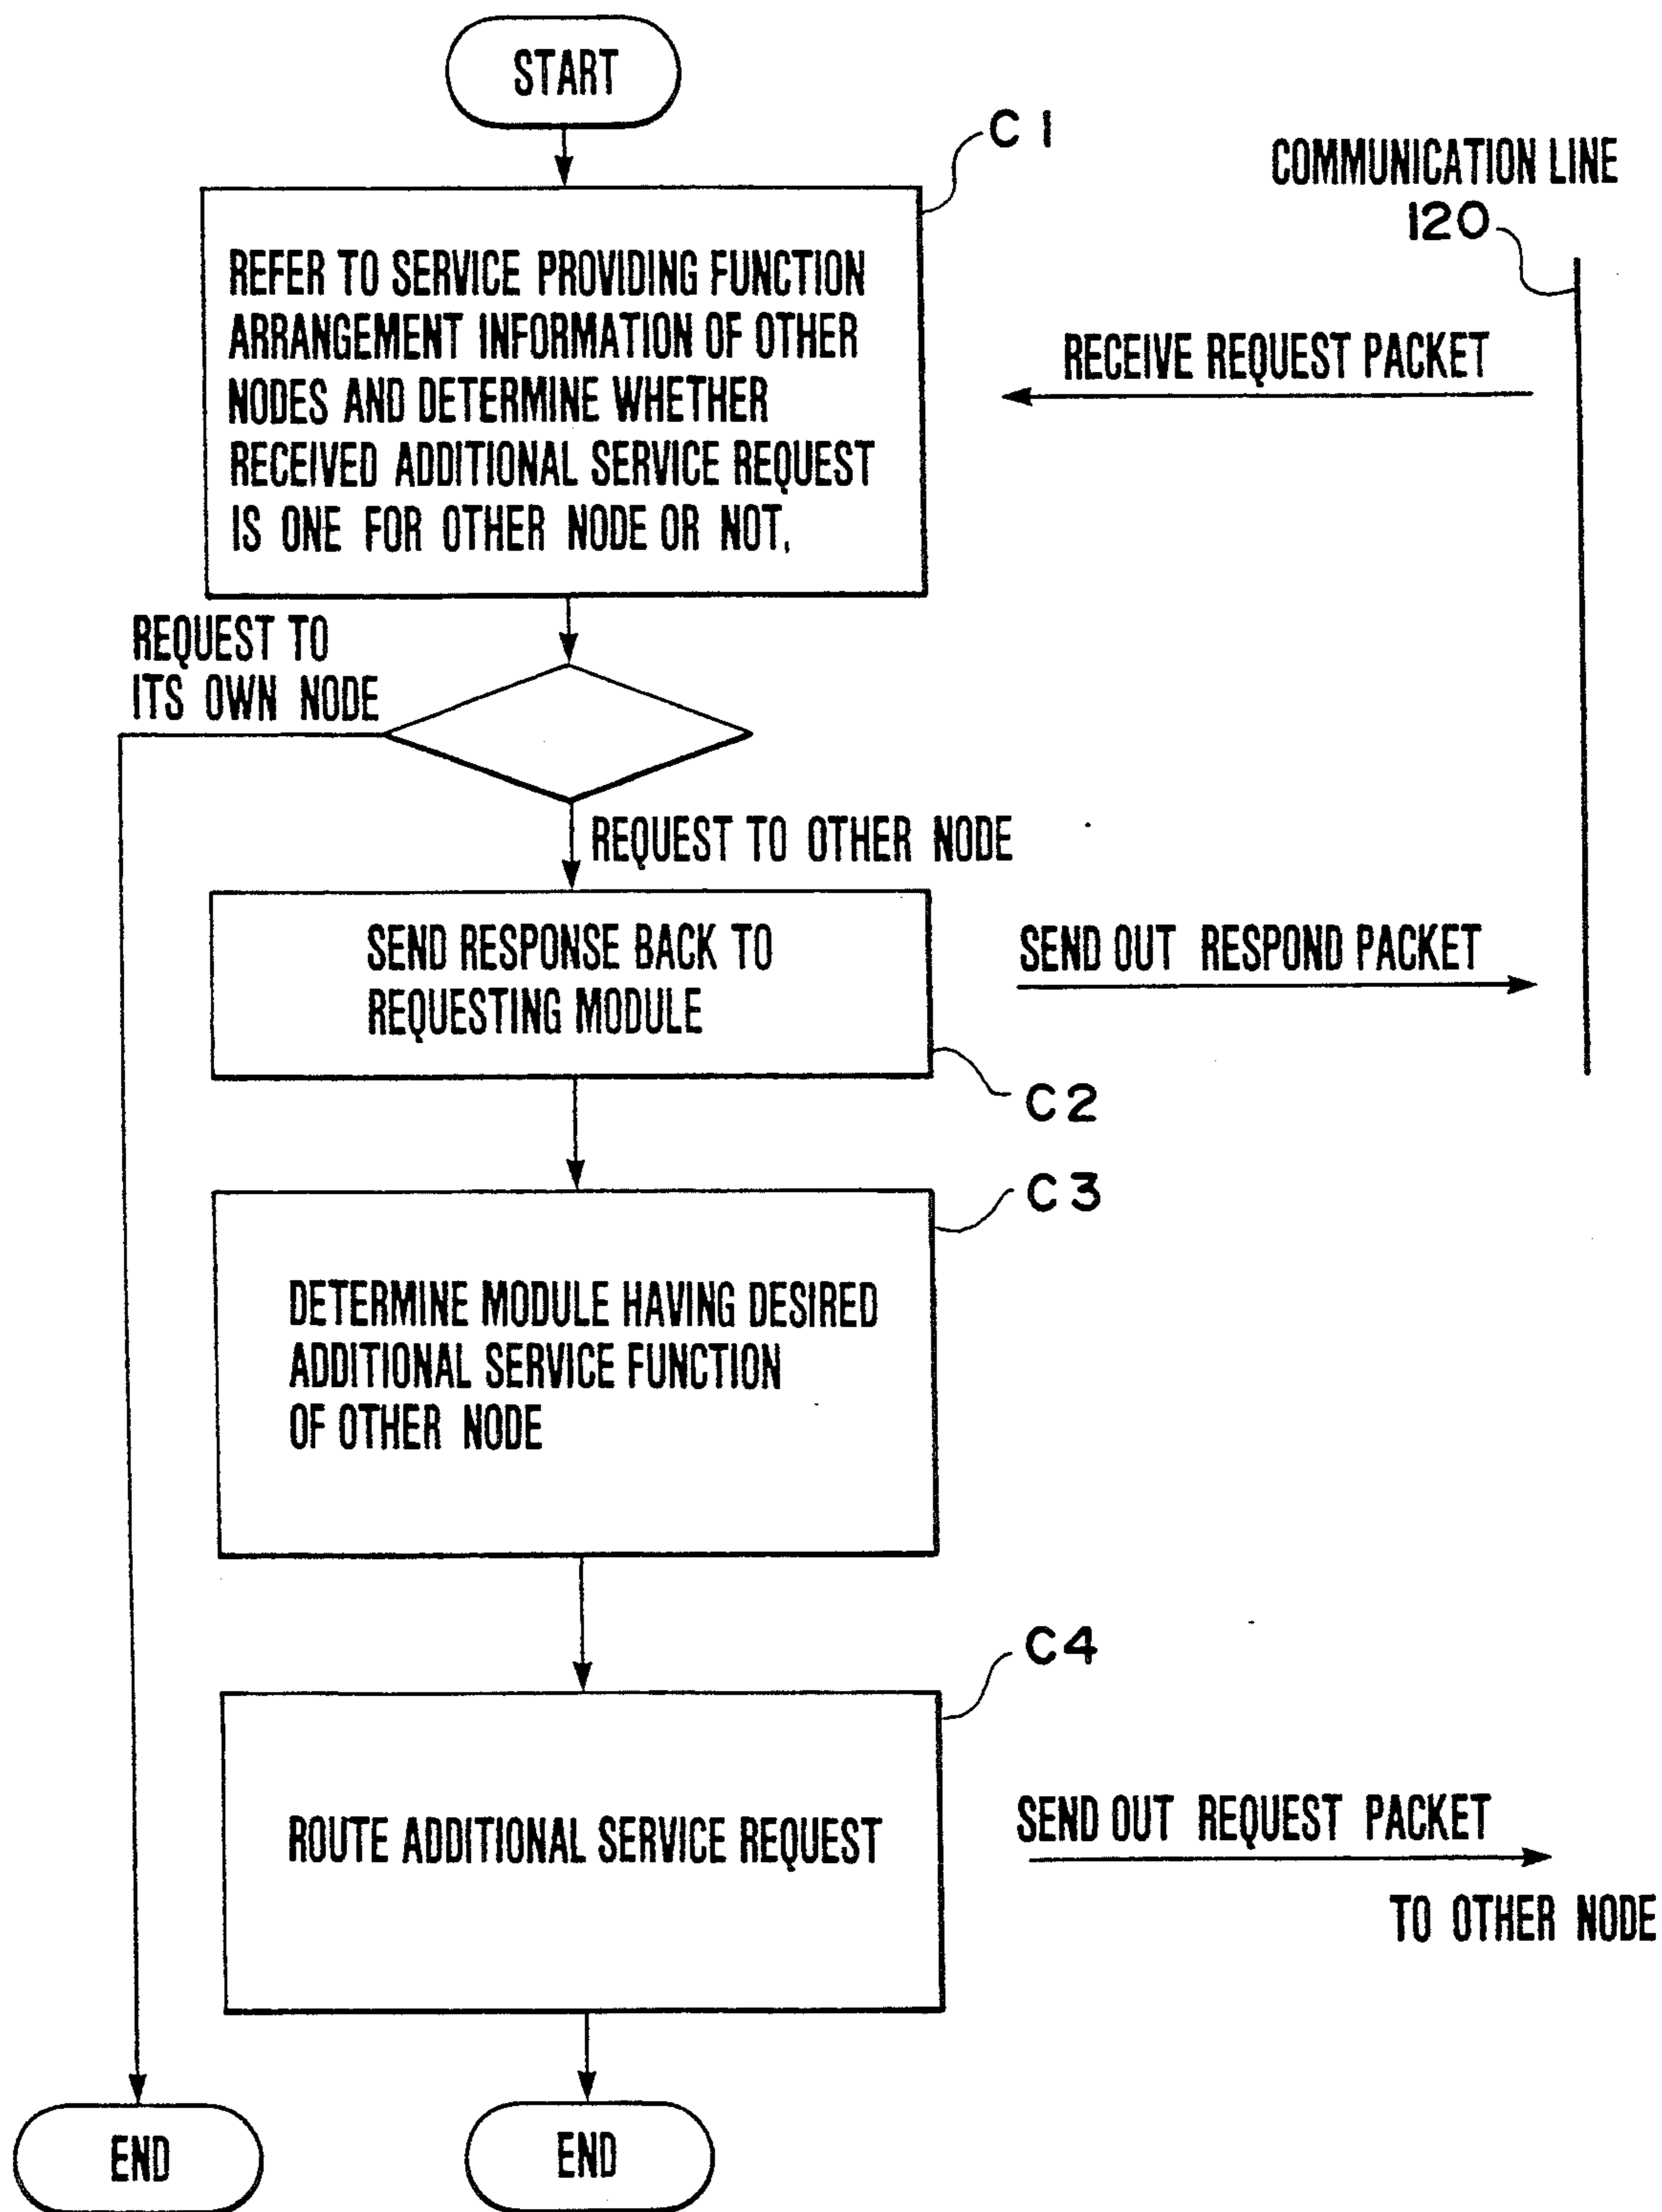 START
C1
COMMUNICATION LINE
120
REFER TO SERVICE PROVIDING FUNCTION
ARRANGEMENT INFORMATION OF OTHER
NODES AND DETERMINE WHETHER
RECEIVED ADDITIONAL SERVICE REQUEST
IS ONE FOR OTHER NODE OR NOT.
RECEIVE REQUEST PACKET
REQUEST TO
ITS OWN NODE
REQUEST TO OTHER NODE
SEND RESPONSE BACK TO
REQUESTING MODULE
SEND OUT RESPOND PACKET
C2
C3
DETERMINE MODULE HAVING DESIRED
ADDITIONAL SERVICE FUNCTION
OF OTHER NODE
C4
ROUTE ADDITIONAL SERVICE REQUEST
SEND OUT REQUEST PACKET
TO OTHER NODE
END
END